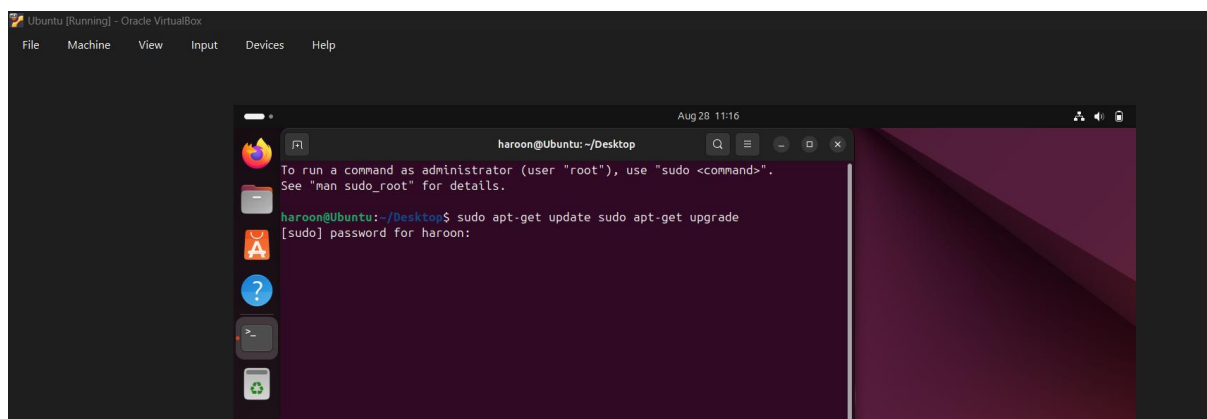 Ubuntu [Running] - Oracle VirtualBox
File Machine View Input Devices Help
Aug 28 11:16
haroon@Ubuntu: ~/Desktop
To run a command as administrator (user "root"), use "sudo <command>".
See "man sudo_root" for details.
haroon@Ubuntu:~/Desktop$ sudo apt-get update sudo apt-get upgrade
[sudo] password for haroon: